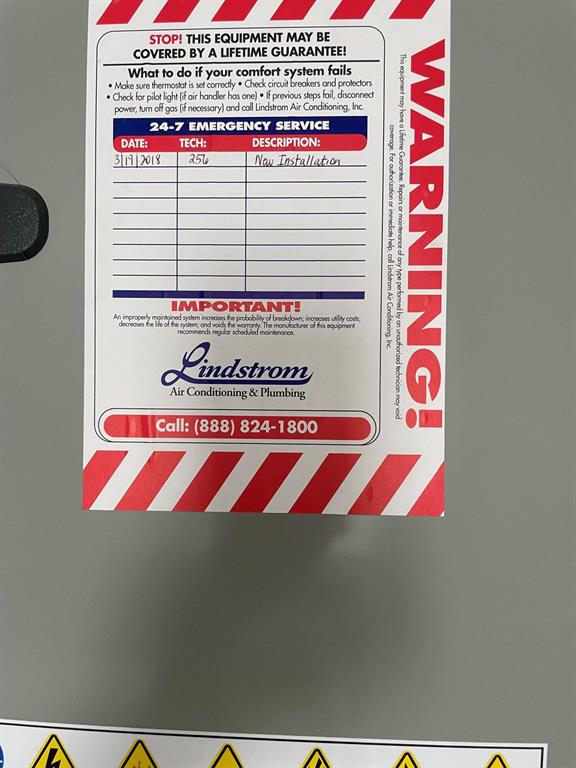 STOP! THIS EQUIPMENT MAY BE
COVERED BY A LIFETIME GUARANTEE!
What to do if your comfort system fails
• Make sure thermostat is set correctly • Check circuit breakers and protectors
• Check for pilot light (if air handler has one) • If previous steps fail, disconnect
power, turn off gas (if necessary) and call Lindstrom Air Conditioning, Inc.
24-7 EMERGENCY SERVICE
DATE: TECH: DESCRIPTION:
3/17/2018 256 New Installation
IMPORTANT!
An improperly maintained system increases the probability of breakdown; increases utility costs;
decreases the life of the system; and voids the warranty. The manufacturer of this equipment
recommends regular scheduled maintenance.
Lindstrom
Air Conditioning & Plumbing
Call: (888) 824-1800
WARNING!
This equipment may have a Lifetime Guarantee. Repairs or maintenance of any type performed by an unauthorized technician may void
coverage. For authorization or immediate help, call Lindstrom Air Conditioning, Inc.